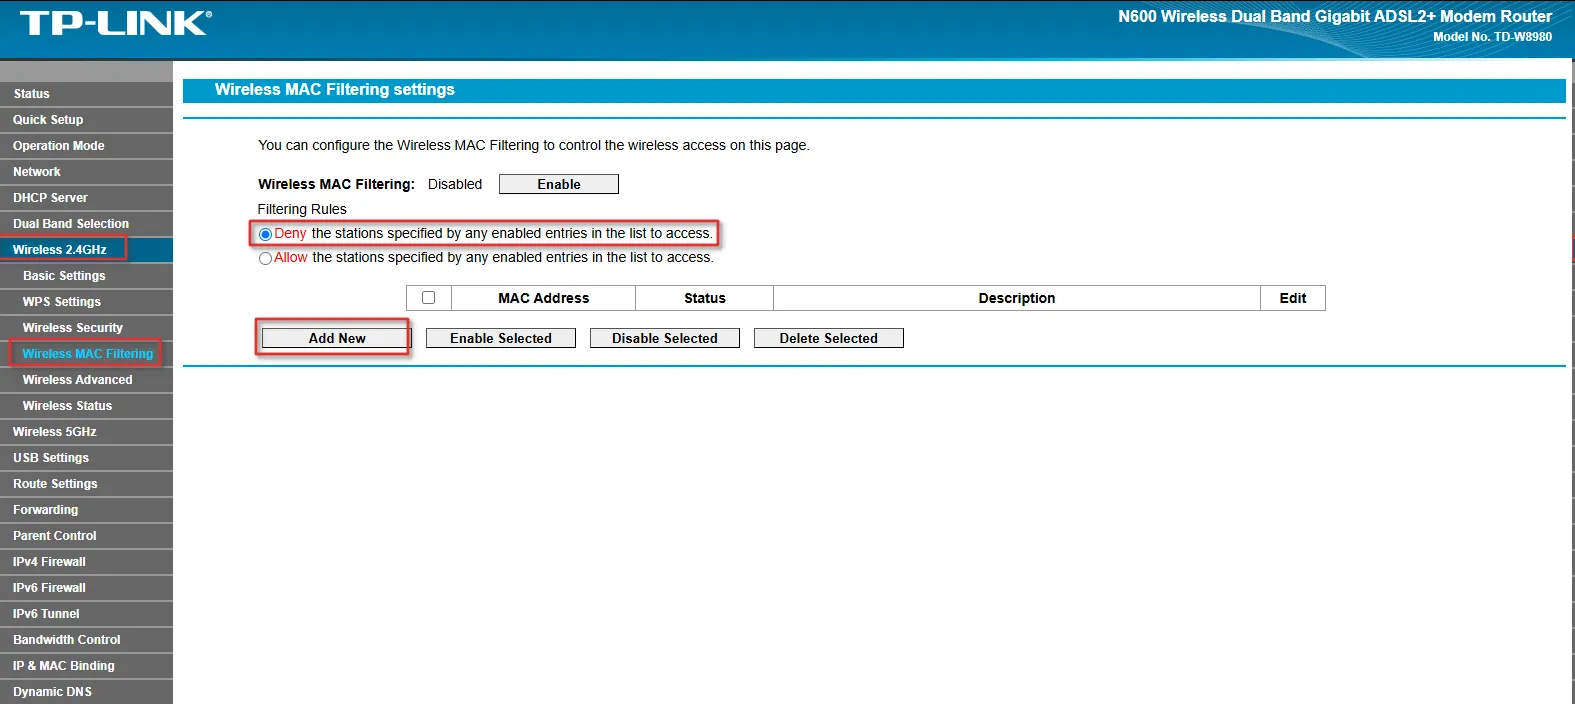 TP-LINK®
N600 Wireless Dual Band Gigabit ADSL2+ Modem Router
Model No. TD-W8980
Status
Quick Setup
Operation Mode
Network
DHCP Server
Dual Band Selection
Wireless 2.4GHz
Basic Settings
WPS Settings
Wireless Security
Wireless MAC Filtering
Wireless Advanced
Wireless Status
Wireless 5GHz
USB Settings
Route Settings
Forwarding
Parent Control
IPv4 Firewall
IPv6 Firewall
IPv6 Tunnel
Bandwidth Control
IP & MAC Binding
Dynamic DNS
Wireless MAC Filtering settings
You can configure the Wireless MAC Filtering to control the wireless access on this page.
Wireless MAC Filtering: Disabled Enable
Filtering Rules
Deny the stations specified by any enabled entries in the list to access.
Allow the stations specified by any enabled entries in the list to access.
MAC Address Status Description Edit
Add New Enable Selected Disable Selected Delete Selected